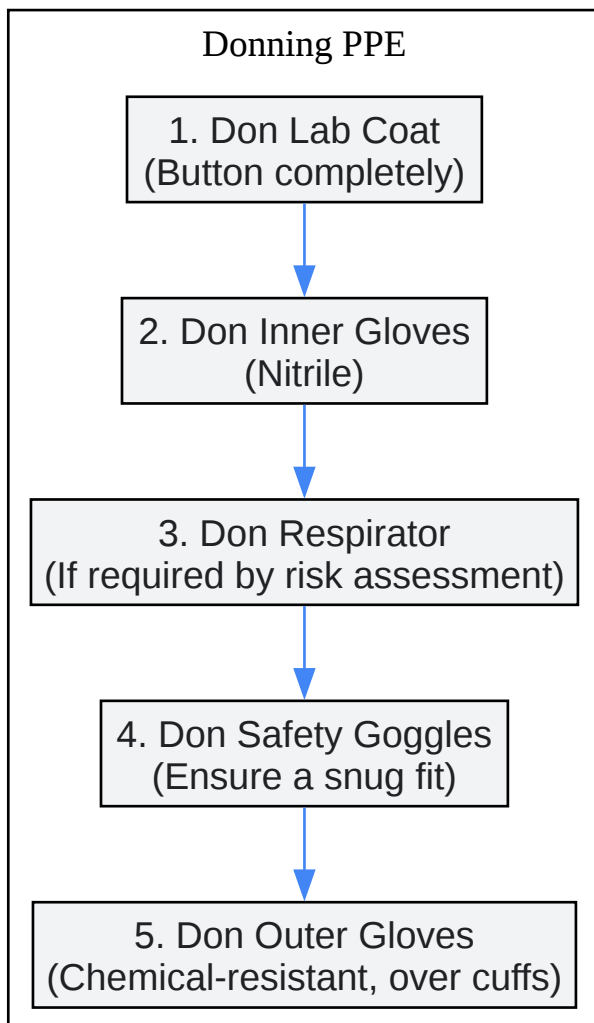 Donning PPE
1. Don Lab Coat
(Button completely)
2. Don Inner Gloves
(Nitrile)
3. Don Respirator
(If required by risk assessment)
4. Don Safety Goggles
(Ensure a snug fit)
5. Don Outer Gloves
(Chemical-resistant, over cuffs)